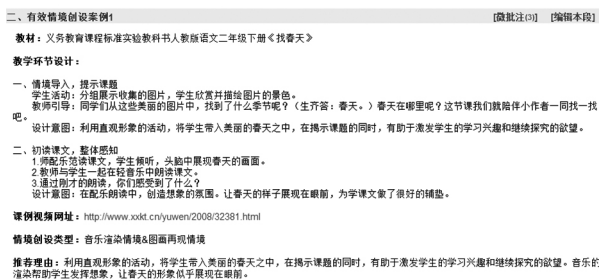 二、有效情境创设案例1 [微批注(3)] [编辑本段]
教材：义务教育课程标准实验教科书人教版语文二年级下册《找春天》
教学环节设计：
一、情境导入，提示课题
学生活动：分组展示收集的图片，学生欣赏并描绘图片的景色。
教师引导：同学们从这些美丽的图片中，找到了什么季节呢？（生齐答：春天。）春天在哪里呢？这节课我们就陪伴小作者一同找一找
吧。
设计意图：利用直观形象的活动，将学生带入美丽的春天之中，在揭示课题的同时，有助于激发学生的学习兴趣和继续探究的欲望。
二、初读课文，整体感知
1.师配乐范读课文，学生倾听，头脑中展现春天的画面。
2.教师与学生一起在轻音乐中朗读课文。
3.通过刚才的朗读，你们感受到了什么？
设计意图：在配乐朗读中，创造想象的氛围。让春天的样子展现在眼前，为学课文做了很好的铺垫。
课例视频网址：http://www.xxkt.cn/yuwen/2008/32381.html
情境创设类型：音乐渲染情境&图画再现情境
推荐理由：利用直观形象的活动，将学生带入美丽的春天之中，在揭示课题的同时，有助于激发学生的学习兴趣和继续探究的欲望。音乐的
渲染帮助学生发挥想象，让春天的形象似乎展现在眼前。